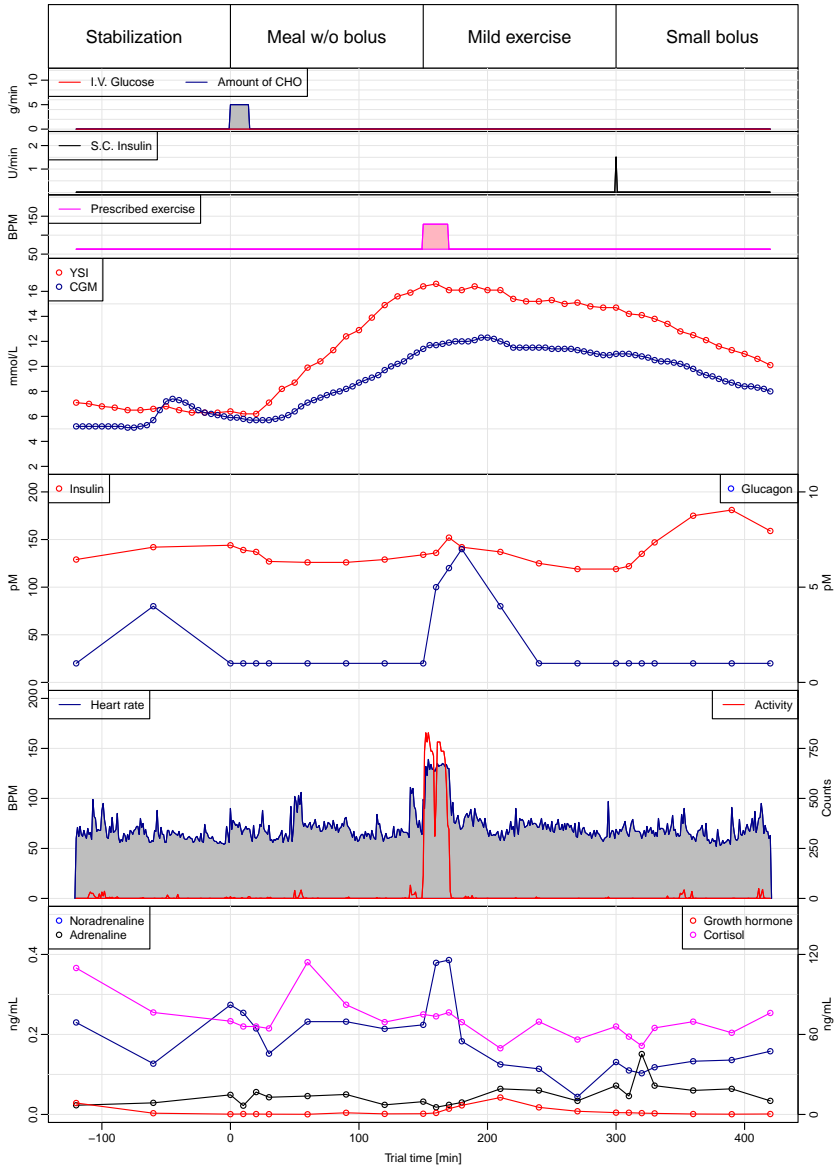 Stabilization Meal w/o bolus Mild exercise Small bolus
I.V. Glucose Amount of CHO
g/min
10
5
0
S.C. Insulin
U/min
2
1
Prescribed exercise
BPM
150
50
YSI
CGM
mmol/L
16
14
12
10
8
6
4
2
Insulin
Glucagon
pM
200
150
100
50
0
10
5
0
pM
Heart rate
Activity
BPM
200
150
100
50
0
750
500
250
0
Counts
Noradrenaline
Adrenaline
Growth hormone
Cortisol
ng/mL
0.4
0.2
0.0
120
60
0
ng/mL
−100 0 100 200 300 400
Trial time [min]